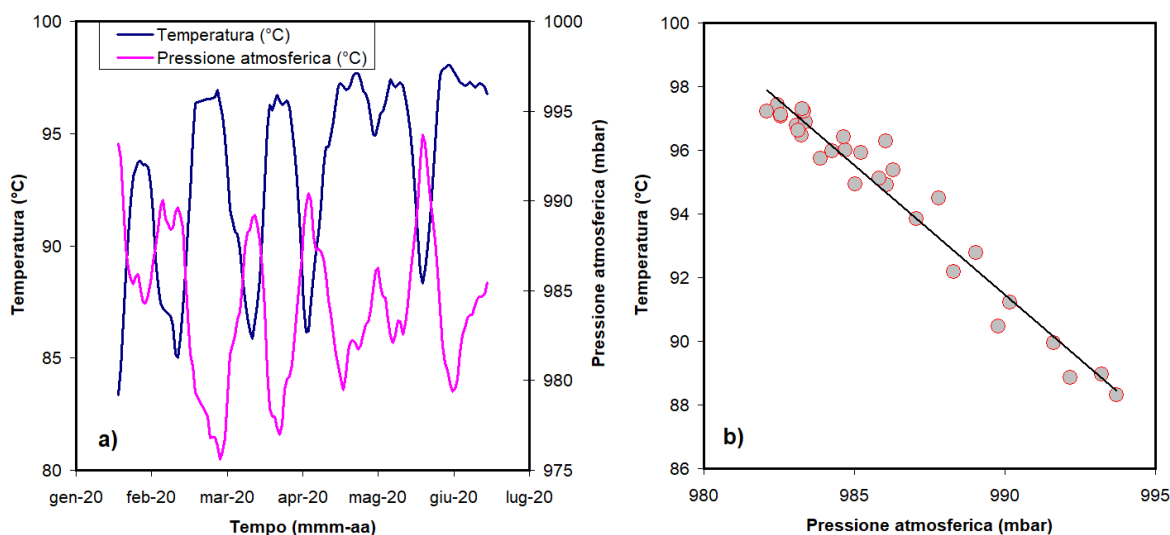 Temperatura (°C)
Pressione atmosferica (°C)
100
95
90
85
80
Temperatura (°C)
1000
995
990
985
980
975
Pressione atmosferica (mbar)
a)
gen-20 feb-20 mar-20 apr-20 mag-20 giu-20 lug-20
Tempo (mmm-aa)
100
98
96
94
92
90
88
86
Temperatura (°C)
b)
980 985 990 995
Pressione atmosferica (mbar)